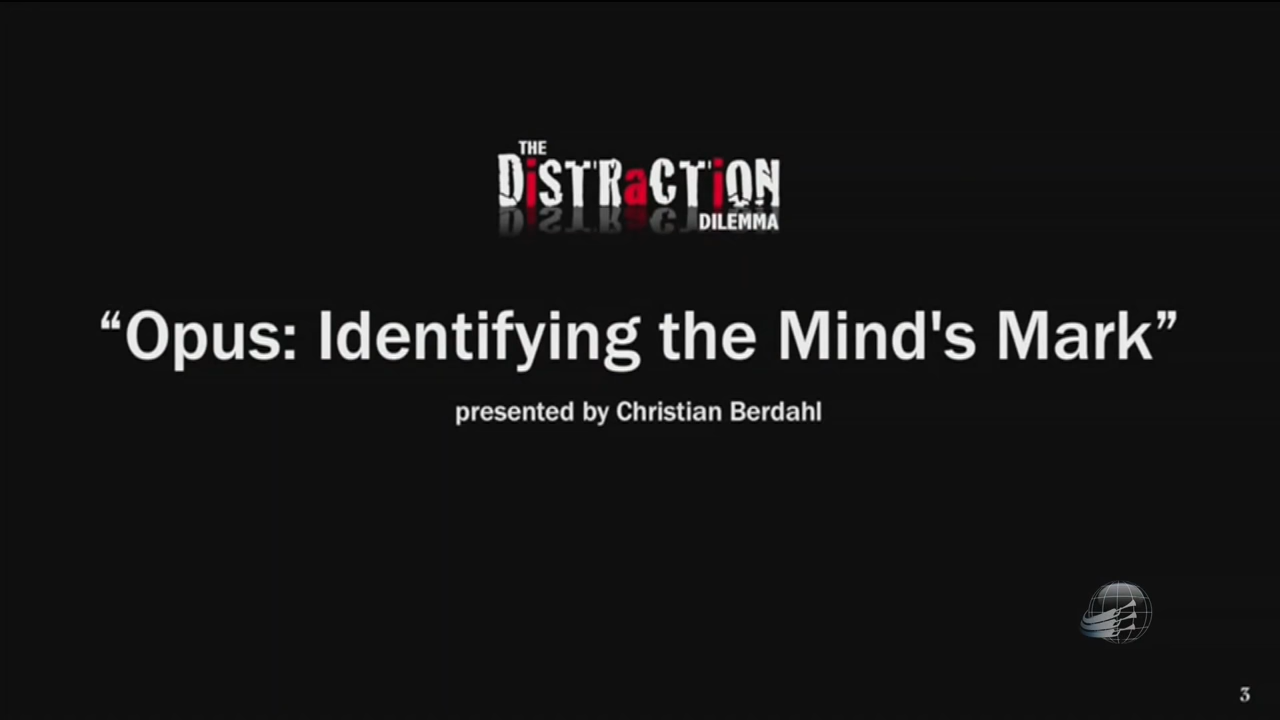 THE
DiSTRaCTiON
DILEMMA
“Opus: Identifying the Mind's Mark”
presented by Christian Berdahl
3